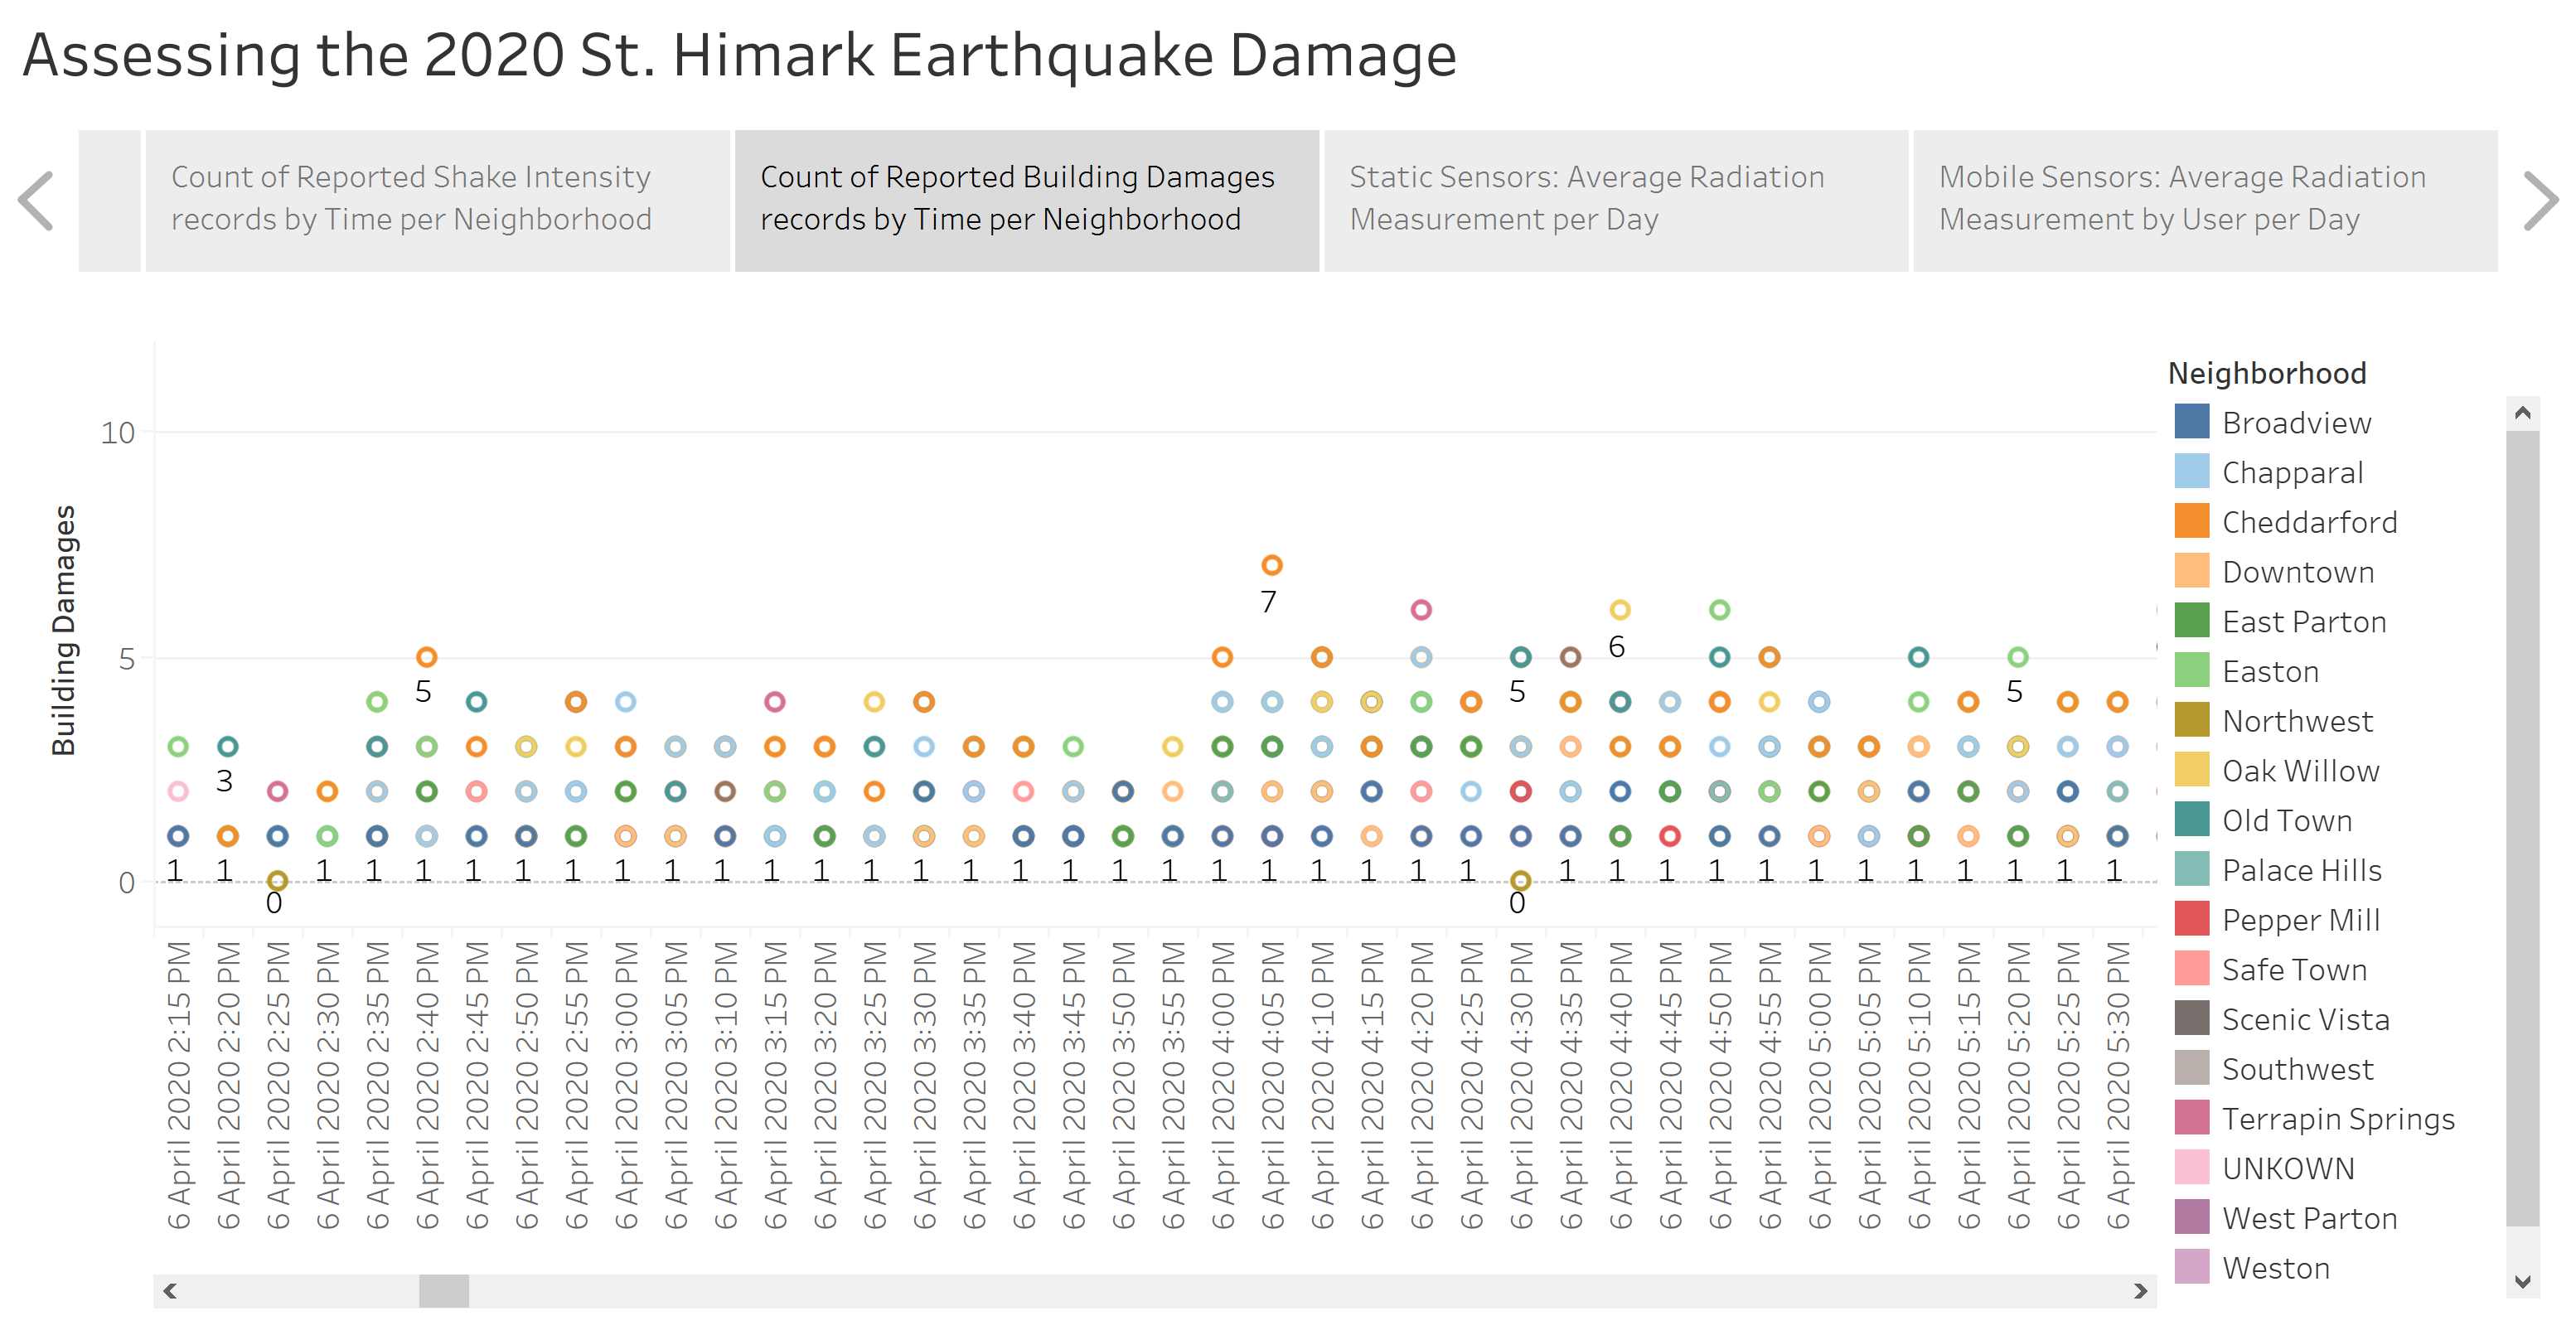 Assessing the 2020 St. Himark Earthquake Damage
Count of Reported Shake Intensity
records by Time per Neighborhood
Count of Reported Building Damages
records by Time per Neighborhood
Static Sensors: Average Radiation
Measurement per Day
Mobile Sensors: Average Radiation
Measurement by User per Day
Building Damages
10
5
0
7
6
5
5
5
3
1 1 1 1 1 1 1 1 1 1 1 1 1 1 1 1 1 1 1 1 1 1 1 1 1 1 1 1 1 1 1 1 1 1 1 1 1 1
0
0
6 April 2020 2:15 PM
6 April 2020 2:20 PM
6 April 2020 2:25 PM
6 April 2020 2:30 PM
6 April 2020 2:35 PM
6 April 2020 2:40 PM
6 April 2020 2:45 PM
6 April 2020 2:50 PM
6 April 2020 2:55 PM
6 April 2020 3:00 PM
6 April 2020 3:05 PM
6 April 2020 3:10 PM
6 April 2020 3:15 PM
6 April 2020 3:20 PM
6 April 2020 3:25 PM
6 April 2020 3:30 PM
6 April 2020 3:35 PM
6 April 2020 3:40 PM
6 April 2020 3:45 PM
6 April 2020 3:50 PM
6 April 2020 3:55 PM
6 April 2020 4:00 PM
6 April 2020 4:05 PM
6 April 2020 4:10 PM
6 April 2020 4:15 PM
6 April 2020 4:20 PM
6 April 2020 4:25 PM
6 April 2020 4:30 PM
6 April 2020 4:35 PM
6 April 2020 4:40 PM
6 April 2020 4:45 PM
6 April 2020 4:50 PM
6 April 2020 4:55 PM
6 April 2020 5:00 PM
6 April 2020 5:05 PM
6 April 2020 5:10 PM
6 April 2020 5:15 PM
6 April 2020 5:20 PM
6 April 2020 5:25 PM
6 April 2020 5:30 PM
Neighborhood
Broadview
Chapparal
Cheddarford
Downtown
East Parton
Easton
Northwest
Oak Willow
Old Town
Palace Hills
Pepper Mill
Safe Town
Scenic Vista
Southwest
Terrapin Springs
UNKOWN
West Parton
Weston